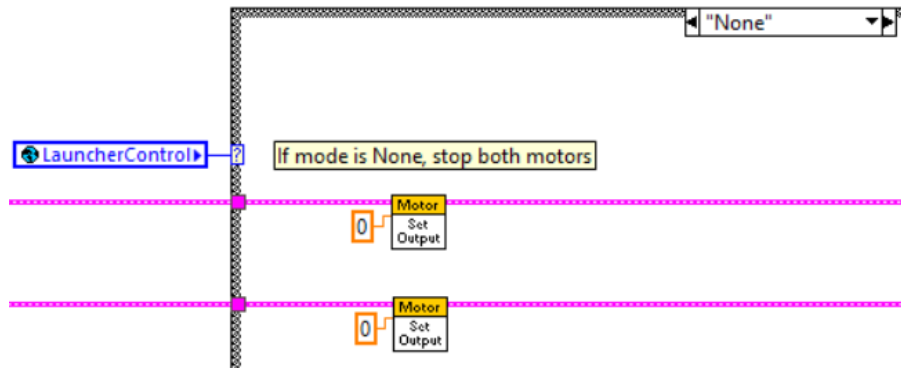 "None"
LauncherControl
?
If mode is None, stop both motors
Motor
0
Set
Output
Motor
0
Set
Output